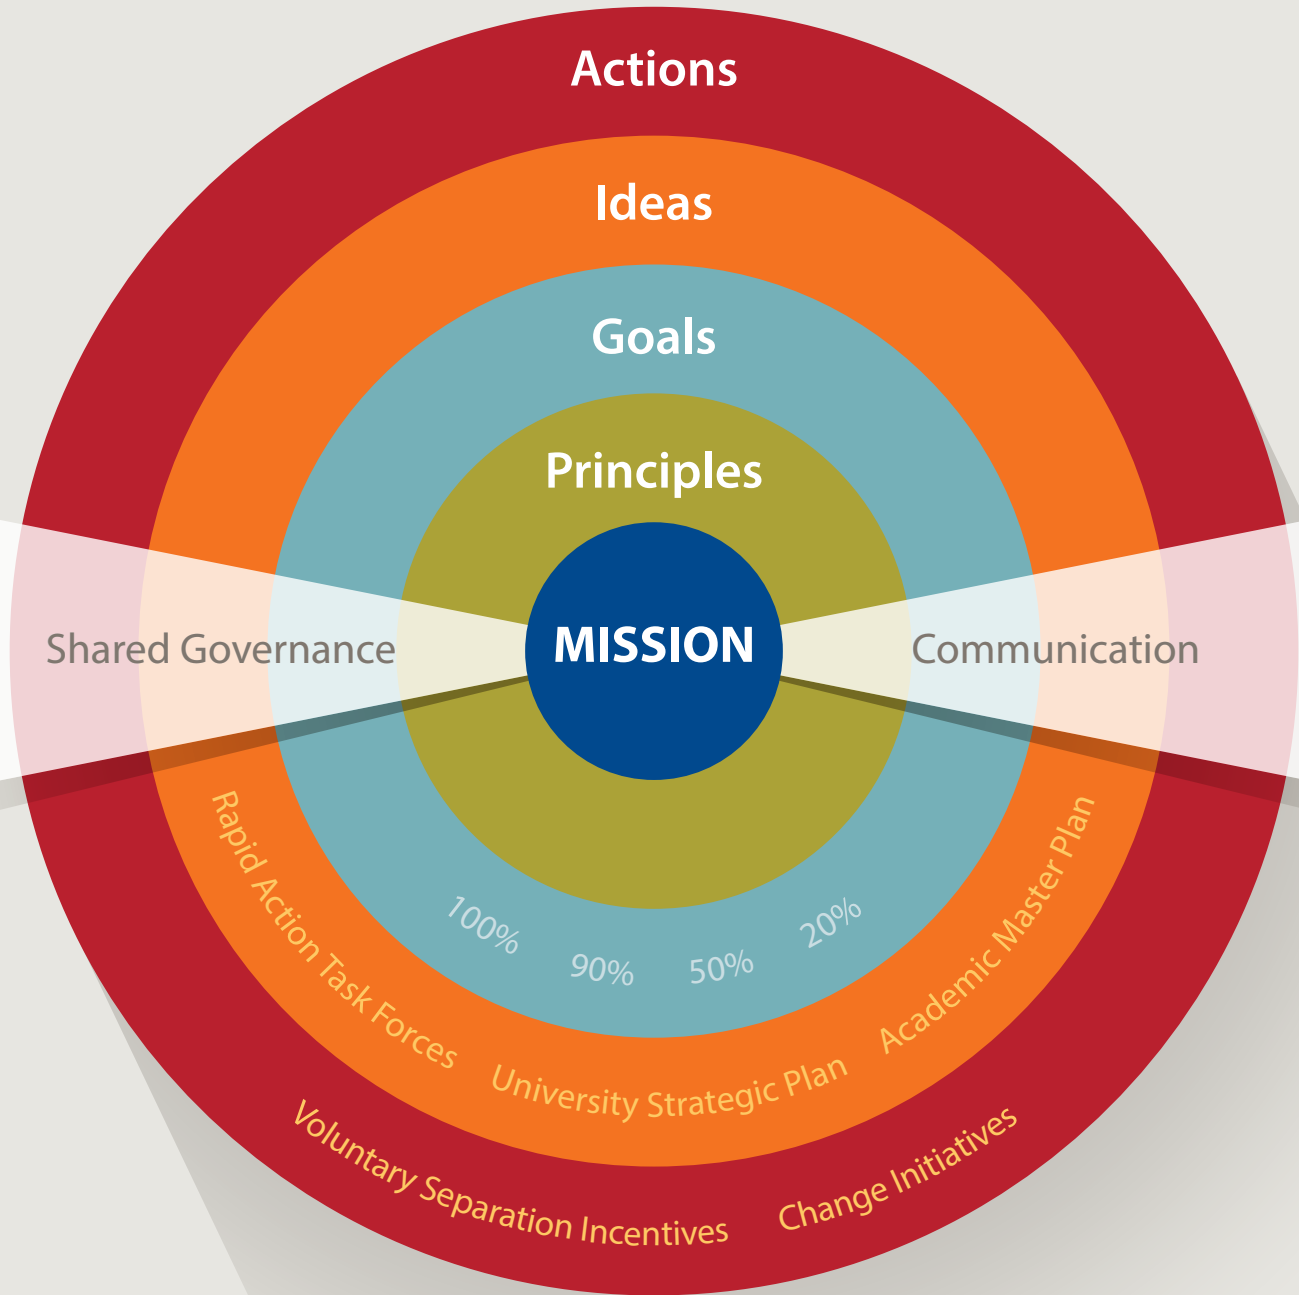 Actions
Ideas
Goals
Principles
MISSION
Shared Governance
Communication
100%
90%
50%
20%
Rapid Action Task Forces
University Strategic Plan
Academic Master Plan
Voluntary Separation Incentives
Change Initiatives